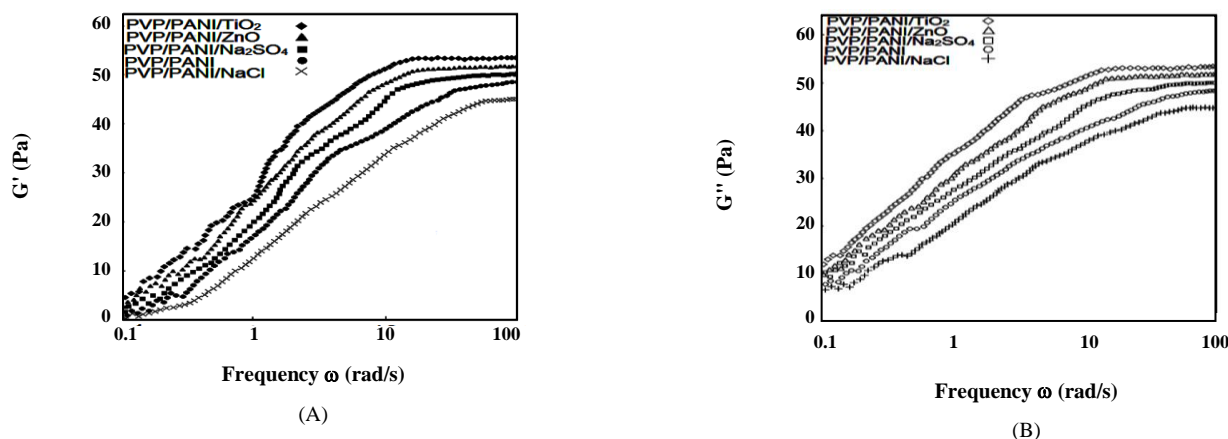 60
50
40
30
20
10
0
G' (Pa)
PVP/PANI/TiO₂
PVP/PANI/ZnO
PVP/PANI/Na₂SO₄
PVP/PANI
PVP/PANI/NaCl
0.1 1 10 100
Frequency ω (rad/s)
(A)
60
50
40
30
20
10
0
G'' (Pa)
PVP/PANI/TiO₂
PVP/PANI/ZnO
PVP/PANI/Na₂SO₄
PVP/PANI
PVP/PANI/NaCl
0.1 1 10 100
Frequency ω (rad/s)
(B)